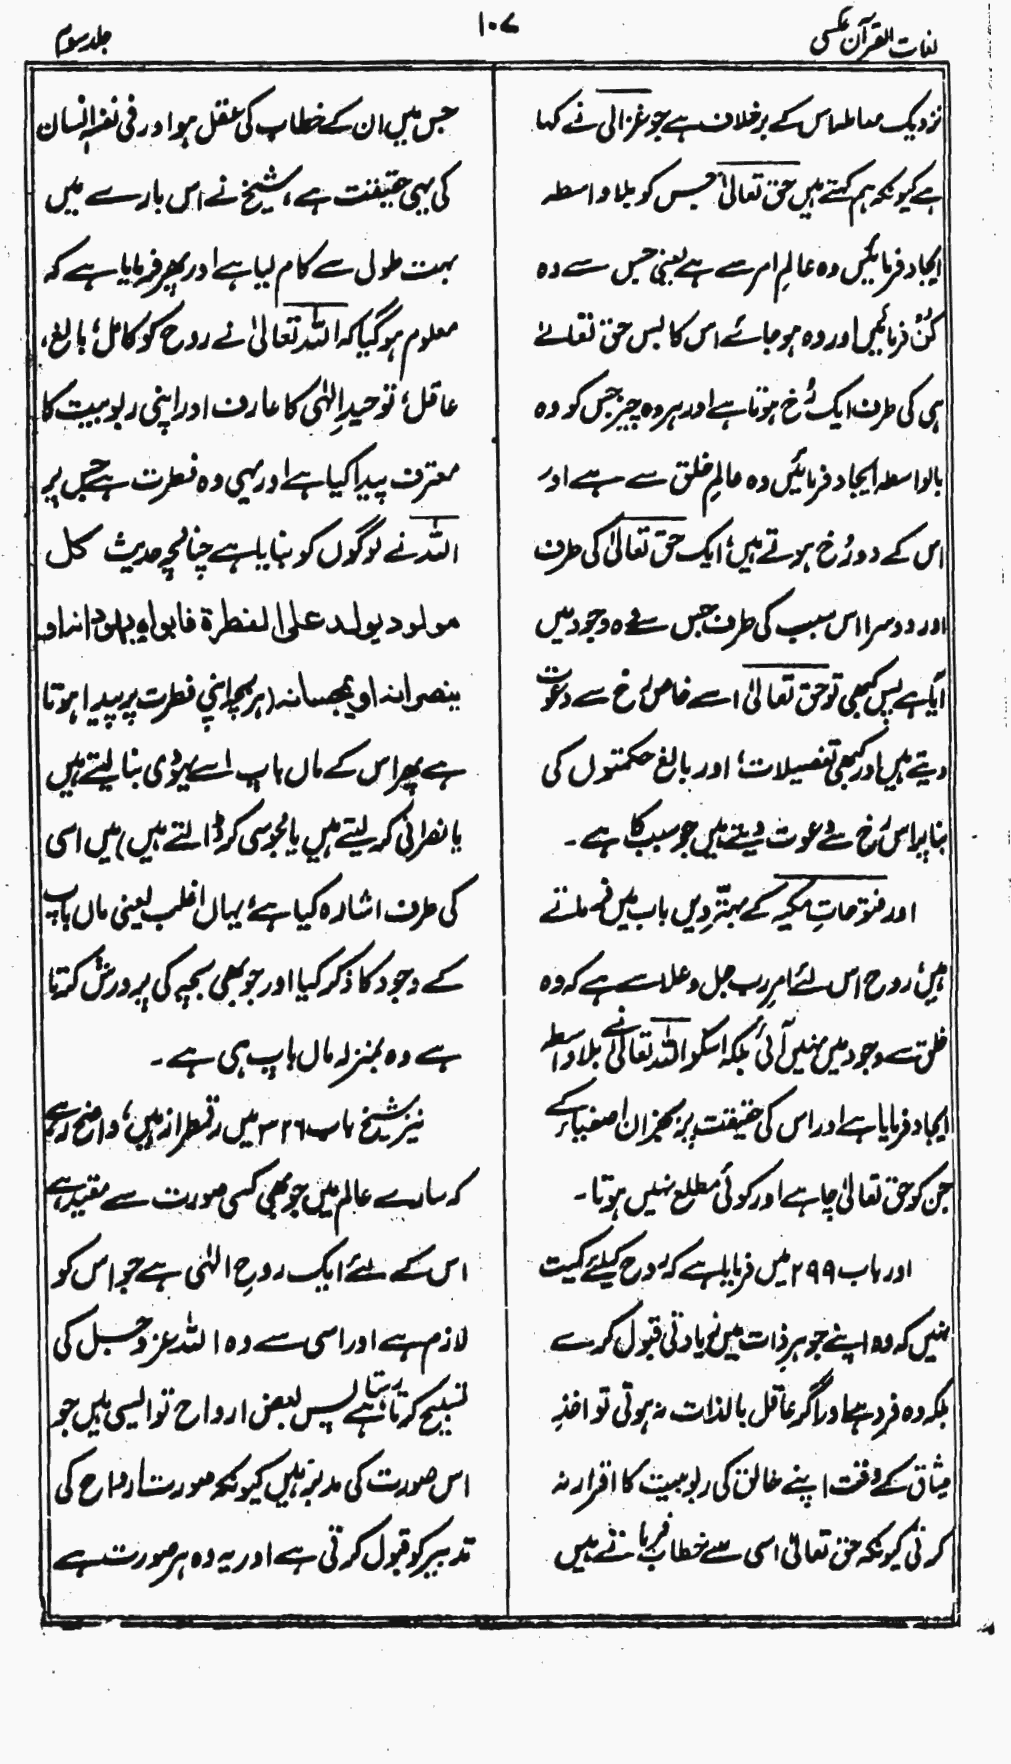 لغات القرآن عکسی
۱۰۷
جلد سوم
نزدیک معاملہ اس کے برخلاف ہے جو غزالی نے کہا
ہے کیونکہ ہم کہتے ہیں حق تعالیٰ جس کو بلا واسطہ
ایجاد فرمائیں وہ عالمِ امر سے ہے یعنی جس سے وہ
کُن فرمائیں اور وہ ہو جائے اس کا بس حق تعالےٰ
ہی کی طرف ایک رُخ ہوتا ہے اور ہر وہ چیز جس کو وہ
بالواسطہ ایجاد فرمائیں وہ عالمِ خلق سے ہے اور
اس کے دو رُخ ہوتے ہیں؛ ایک حق تعالیٰ کی طرف
اور دوسرا اس سبب کی طرف جس سے وہ وجود میں
آیا ہے پس کبھی تو حق تعالیٰ اسے خاص رُخ سے دعوت
دیتے ہیں اور کبھی تفصیلات؛ اور بالغ حکمتوں کی
بنا پر اس رُخ سے دعوت دیتے ہیں جو سبب کا ہے ۔
اور فتوحاتِ مکیہ کے بہتّرویں باب میں فرماتے
ہیں؛ روح اس لئے امرِ رب جل و علا سے ہے کہ وہ
خلق سے وجود میں نہیں آئی بلکہ اسکو اللہ تعالیٰ نے بلا واسطہ
ایجاد فرمایا ہے اور اس کی حقیقت پر بجز ان اصفیاء کے
جن کو حق تعالیٰ چاہے اور کوئی مطلع نہیں ہوتا ۔
اور باب ۲۹۹ میں فرمایا ہے کہ روح کیلئے کمیت
نہیں کہ وہ اپنے جوہرِ ذات میں زیادتی قبول کرے
بلکہ وہ فرد ہے اور اگر عاقل بالذات نہ ہوتی تو اخذِ
میثاق کے وقت اپنے خالق کی ربوبیت کا اقرار نہ
کرتی کیونکہ حق تعالیٰ اسی سے خطاب فرماتے ہیں
جس میں ان کے خطاب کی عقل ہو اور فی نفسہٖ انسان
کی یہی حقیقت ہے، شیخ نے اس بارے میں
بہت طول سے کام لیا ہے اور پھر فرمایا ہے کہ
معلوم ہو گیا کہ اللہ تعالیٰ نے روح کو کامل، بالغ،
عاقل، توحیدِ الٰہی کا عارف اور اپنی ربوبیت کا
معترف پیدا کیا ہے اور یہی وہ فطرت ہے جس پر
اللہ نے لوگوں کو بنایا ہے چنانچہ حدیث کل
مولود یولد علی الفطرۃ فابواہ یھودانہ او
ینصرانہ او یمجسانہ (ہر بچہ اپنی فطرت پر پیدا ہوتا
ہے پھر اس کے ماں باپ اسے یہودی بنا لیتے ہیں
یا نصرانی کر لیتے ہیں یا مجوسی کر ڈالتے ہیں) میں اسی
کی طرف اشارہ کیا ہے؛ یہاں اغلب یعنی ماں باپ
کے وجود کا ذکر کیا اور جو بھی بچہ کی پرورش کرتا
ہے وہ بمنزلہ ماں باپ ہی ہے ۔
نیز شیخ باب ۳۲۶ میں رقمطراز ہیں؛ واضح رہے
کہ سارے عالم میں جو بھی کسی صورت سے مقید ہے
اس کے لئے ایک روحِ الٰہی ہے جو اس کو
لازم ہے اور اسی سے وہ اللہ عز و جل کی
تسبیح کرتا رہتا ہے پس بعض ارواح تو ایسی ہیں جو
اس صورت کی مدبر ہیں کیونکہ صورت ارواح کی
تدبیر کو قبول کرتی ہے اور یہ وہ ہر صورت ہے